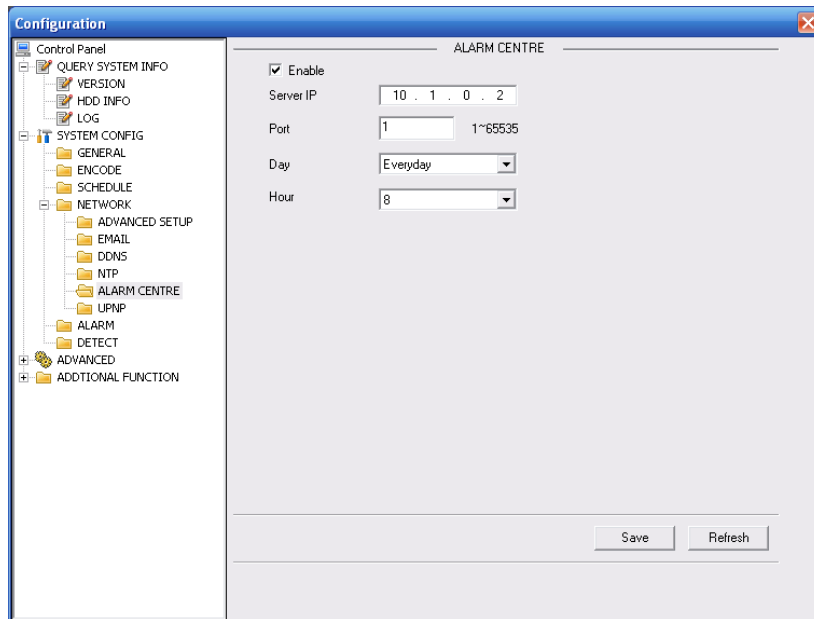 Configuration
Control Panel
QUERY SYSTEM INFO
VERSION
HDD INFO
LOG
SYSTEM CONFIG
GENERAL
ENCODE
SCHEDULE
NETWORK
ADVANCED SETUP
EMAIL
DDNS
NTP
ALARM CENTRE
UPNP
ALARM
DETECT
ADVANCED
ADDTIONAL FUNCTION
ALARM CENTRE
Enable
Server IP 10 . 1 . 0 . 2
Port 1 1~65535
Day Everyday
Hour 8
Save Refresh